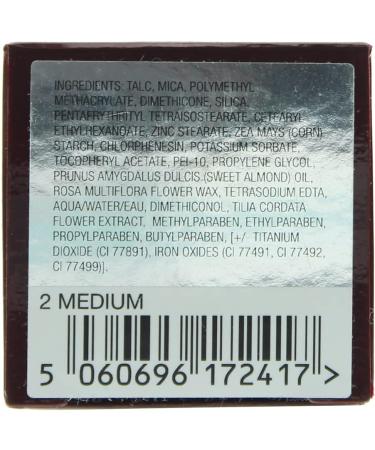 INGREDIENTS: TALC, MICA, POLYMETHYL
METHACRYLATE, DIMETHICONE, SILICA,
PENTAFRYTHRITYL TETRAISOSTEARATE, CETEARYL
ETHYLHEXANOATE, ZINC STEARATE, ZEA MAYS (CORN)
STARCH, CHLORPHENESIN, POTASSIUM SORBATE,
TOCOPHERYL ACETATE, PEI-10, PROPYLENE GLYCOL,
PRUNUS AMYGDALUS DULCIS.(SWEET ALMOND) OIL,
ROSA MULTIFLORA FLOWER WAX, TETRASODIUM EDTA,
AQUA/WATER/EAU, DIMETHICONOL, TILIA CORDATA
FLOWER EXTRACT, METHYLPARABEN, ETHYLPARABEN,
PROPYLPARABEN, BUTYLPARABEN, [+/- TITANIUM
DIOXIDE (CI 77891), IRON OXIDES (CI 77491, CI 77492,
CI 77499)].
2 MEDIUM
5 060696 172417 >